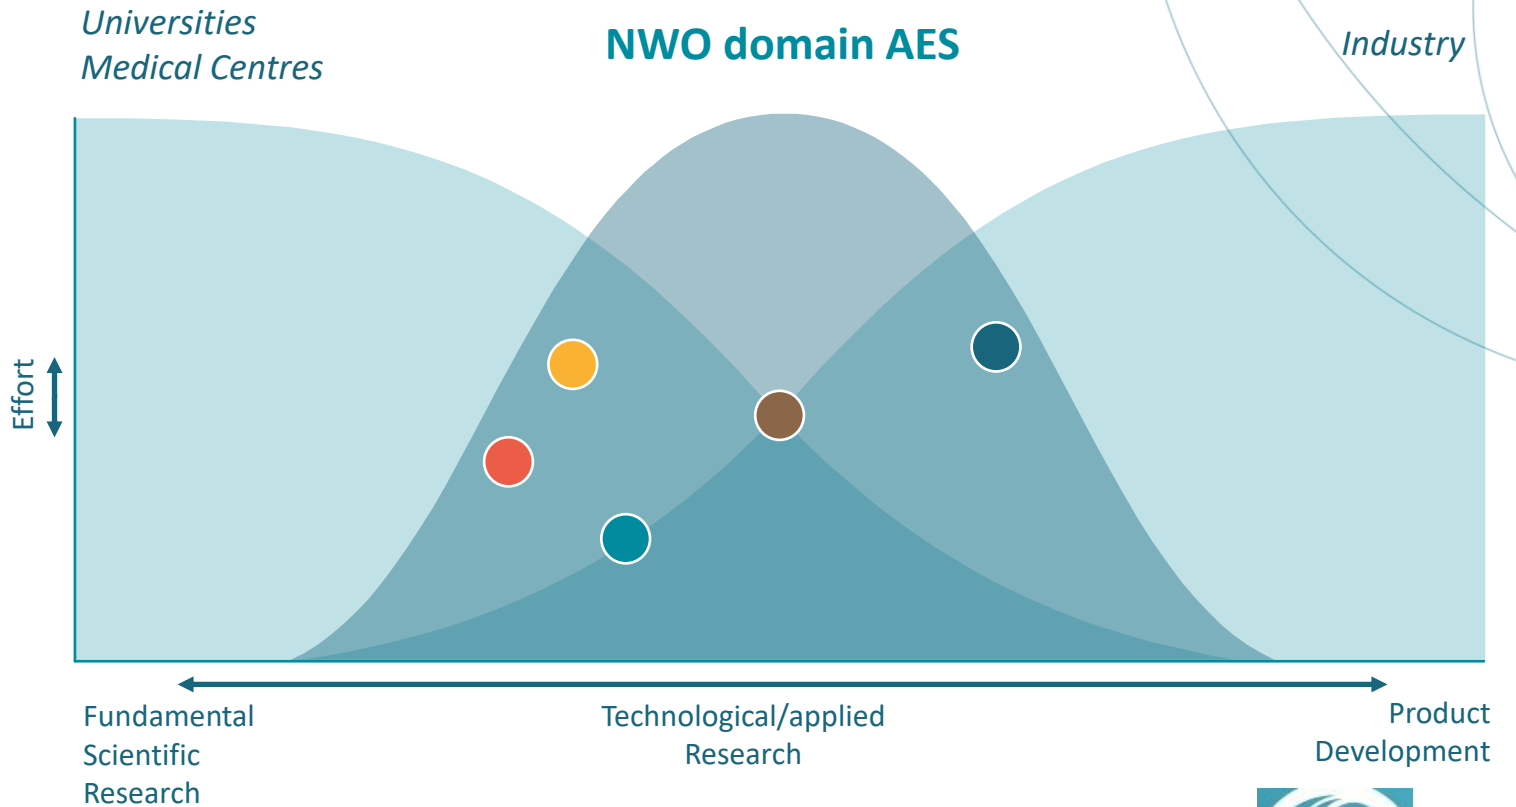 Universities
Medical Centres
NWO domain AES
Industry
Effort
Fundamental
Scientific
Research
Technological/applied
Research
Product
Development